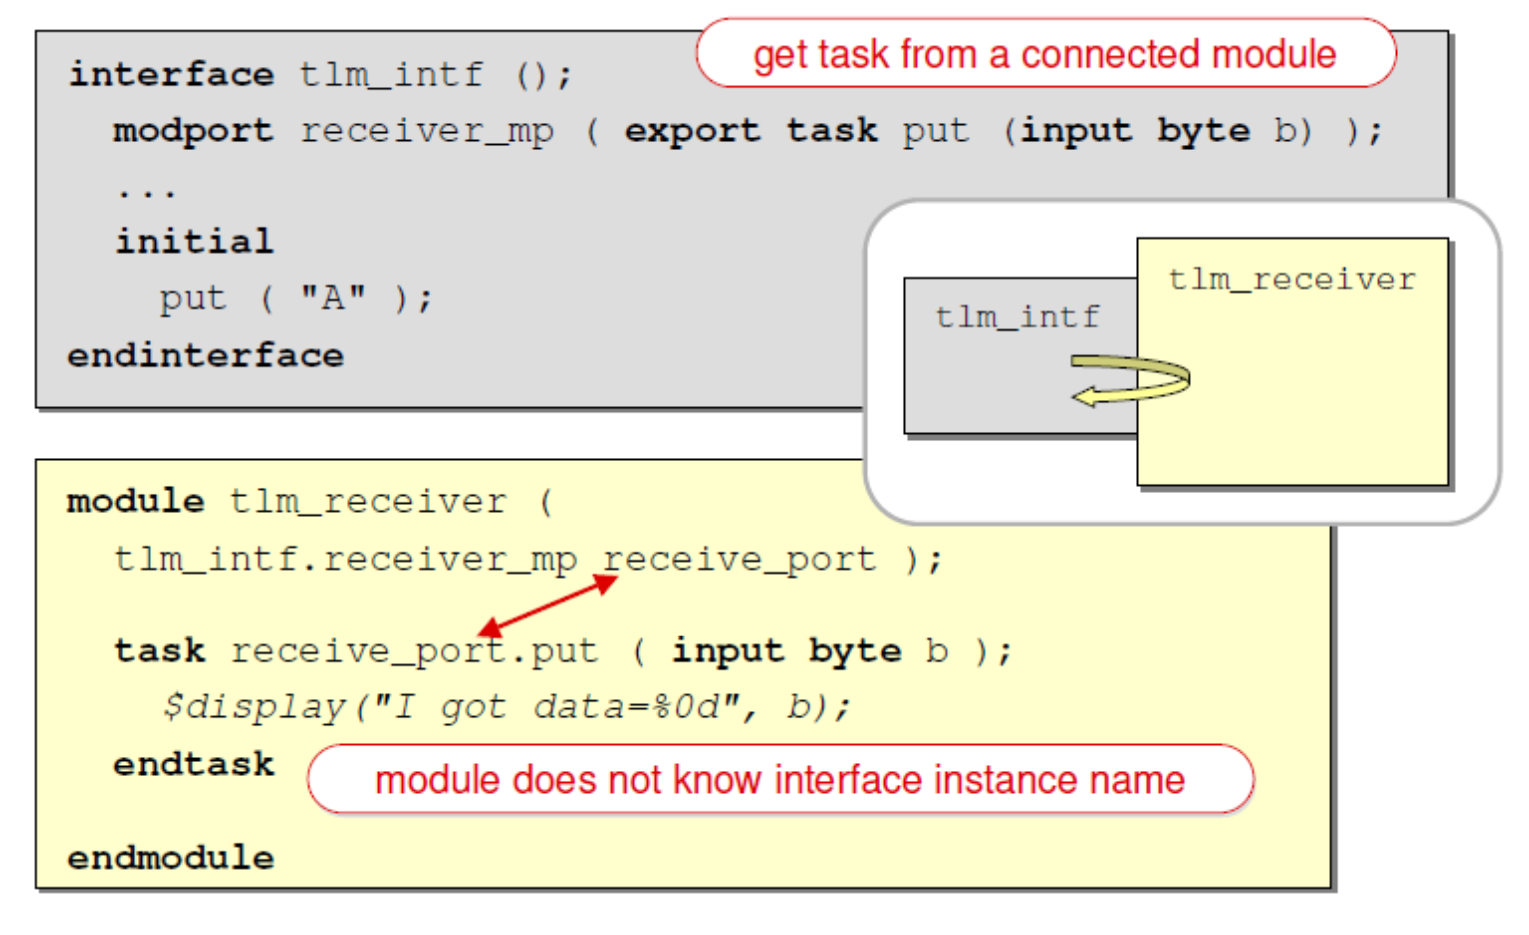 get task from a connected module
interface tlm_intf ();
modport receiver_mp ( export task put (input byte b) );
...
initial
put ( "A" );
endinterface
tlm_intf
tlm_receiver
module tlm_receiver (
tlm_intf.receiver_mp receive_port );
task receive_port.put ( input byte b );
$display("I got data=%0d", b);
endtask
module does not know interface instance name
endmodule